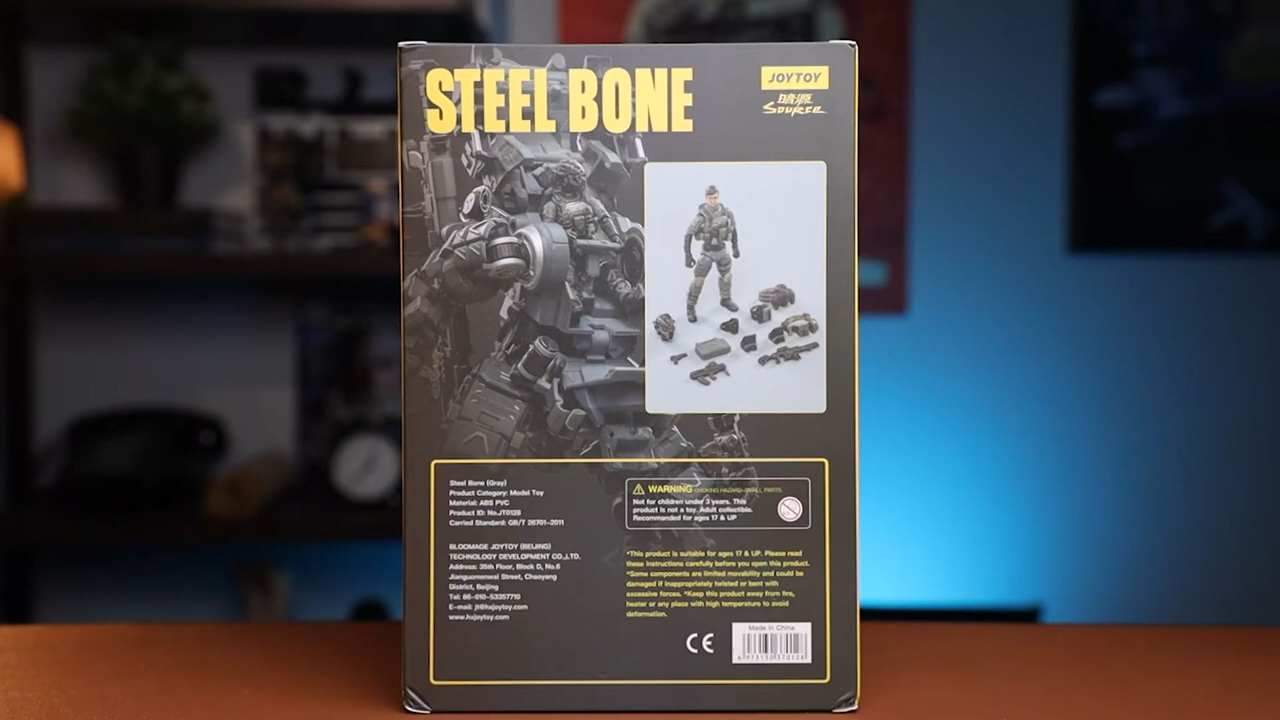 STEEL BONE
JOYTOY
暗源
Source
Steel Bone (Gray)
Product Category: Model Toy
Material: ABS PVC
Product ID: No.JT0128
Carried Standard: GB/T 26701-2011
BLOOMAGE JOYTOY (BEIJING)
TECHNOLOGY DEVELOPMENT CO.,LTD.
Address: 35th Floor, Block D, No.6
Jianguomenwai Street, Chaoyang
District, Beijing
Tel: 86-010-53357710
E-mail: jt@hxjoytoy.com
www.hxjoytoy.com
WARNING CHOKING HAZARD-SMALL PARTS
Not for children under 3 years. This
product is not a toy. Adult collectible.
Recommended for ages 17 & UP
*This product is suitable for ages 17 & UP. Please read
these instructions carefully before you open this product.
*Some components are limited movability and could be
damaged if inappropriately twisted or bent with
excessive forces. *Keep this product away from fire,
heater or any place with high temperature to avoid
deformation.
CE
Made In China
6 973130 370128